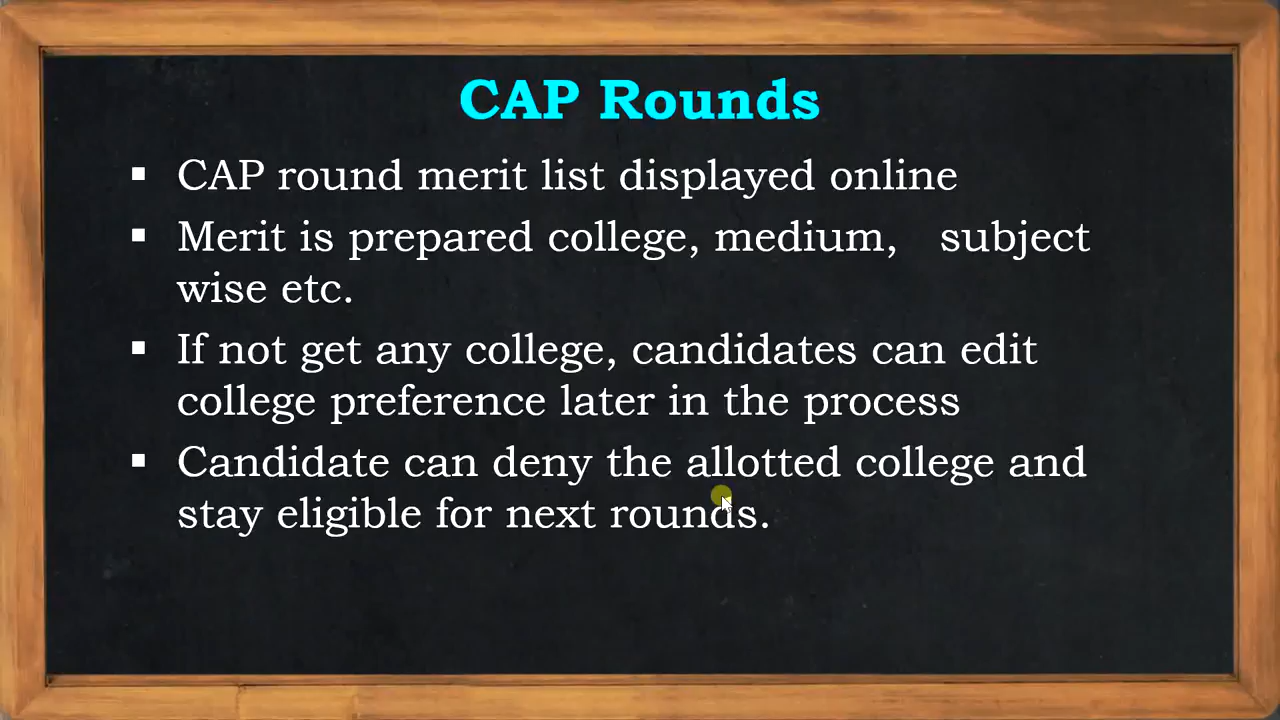 CAP Rounds
▪ CAP round merit list displayed online
▪ Merit is prepared college, medium,   subject
wise etc.
▪ If not get any college, candidates can edit
college preference later in the process
▪ Candidate can deny the allotted college and
stay eligible for next rounds.